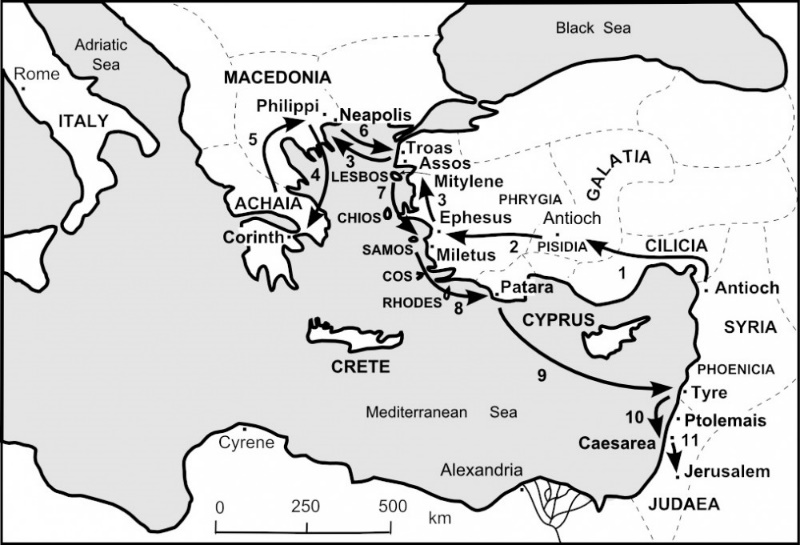 Black Sea
Adriatic
Sea
Rome
MACEDONIA
Philippi
Neapolis
ITALY
5
6
Troas
3
Assos
4
LESBOS
Mitylene
7
3
GALATIA
PHRYGIA
ACHAIA
CHIOS
Ephesus
Antioch
Corinth
2
PISIDIA
CILICIA
SAMOS
Miletus
1
COS
Patara
Antioch
RHODES
8
CYPRUS
SYRIA
CRETE
9
PHOENICIA
Tyre
Mediterranean Sea
10
Ptolemais
Cyrene
Caesarea
11
Alexandria
Jerusalem
JUDAEA
0 250 500
km